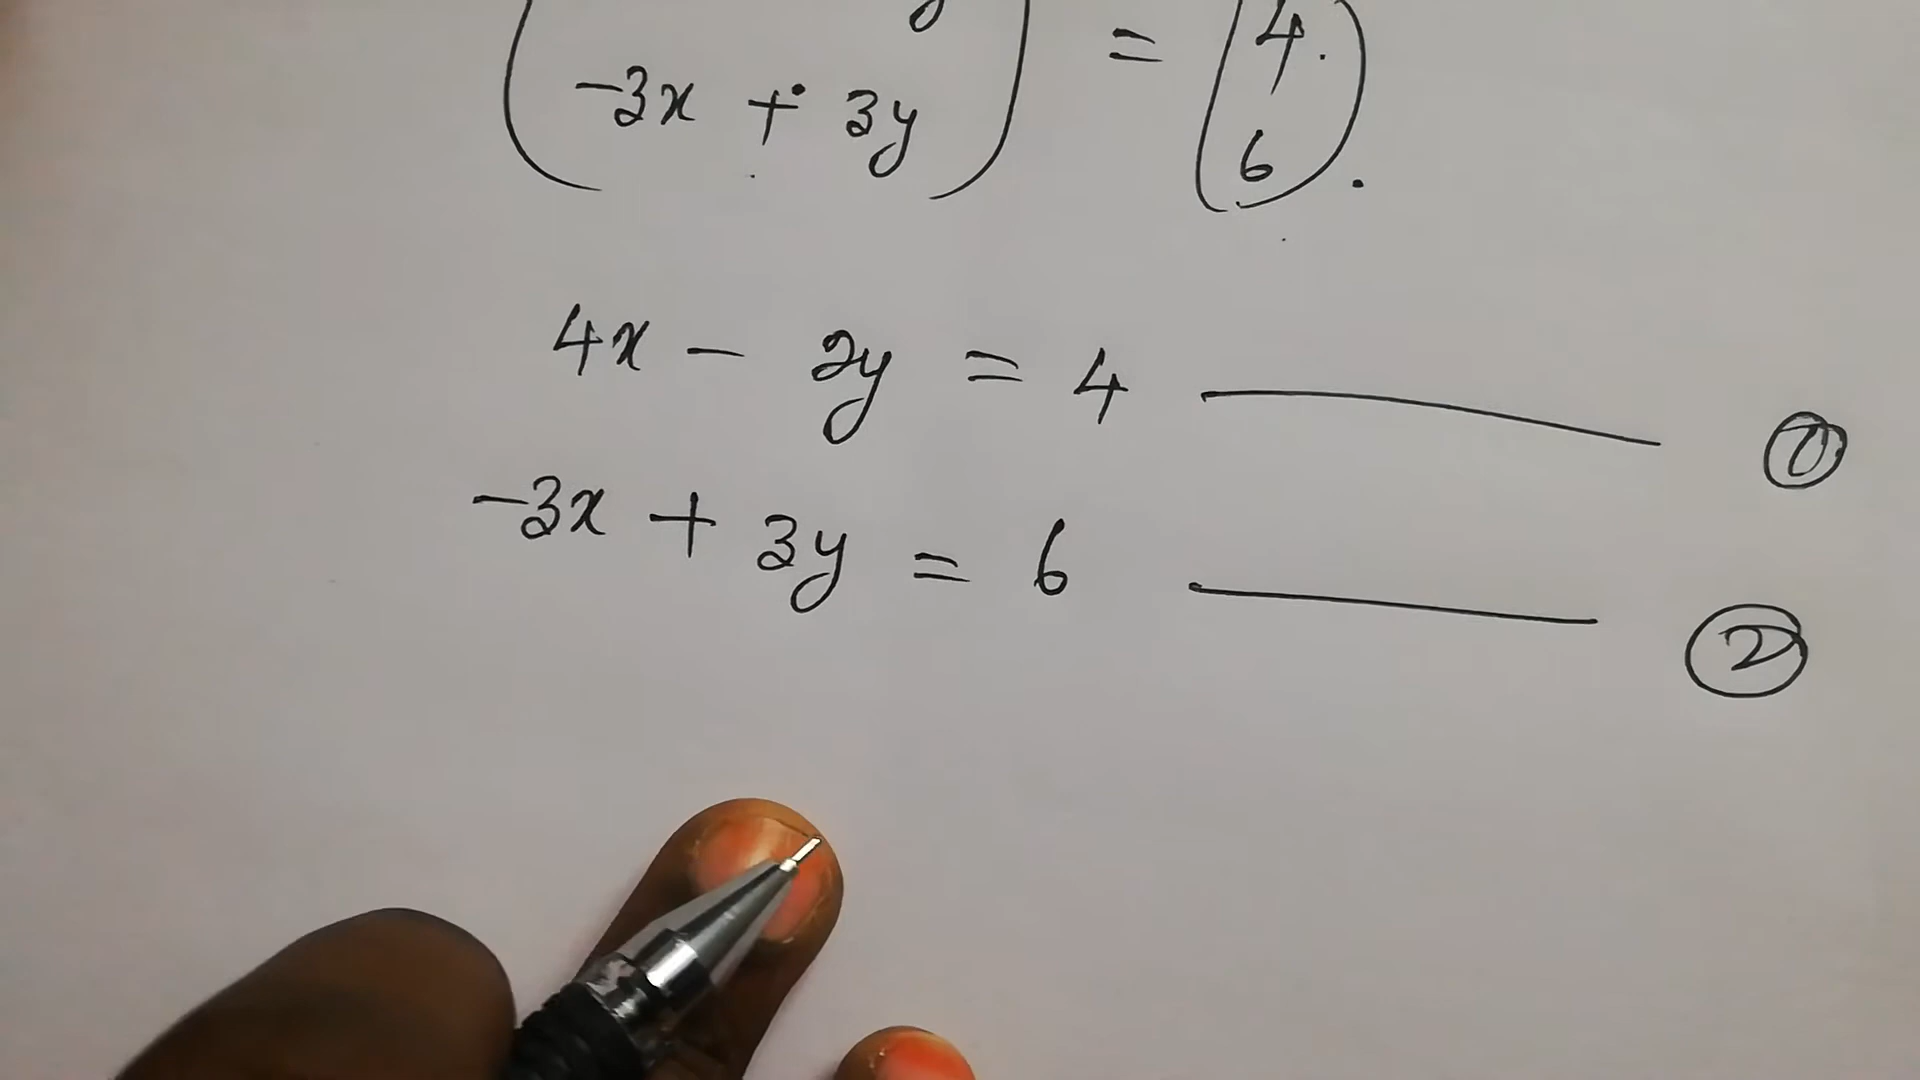 = 4.
-3x + 3y 6.
4x - 2y = 4 ①
-3x + 3y = 6 ②